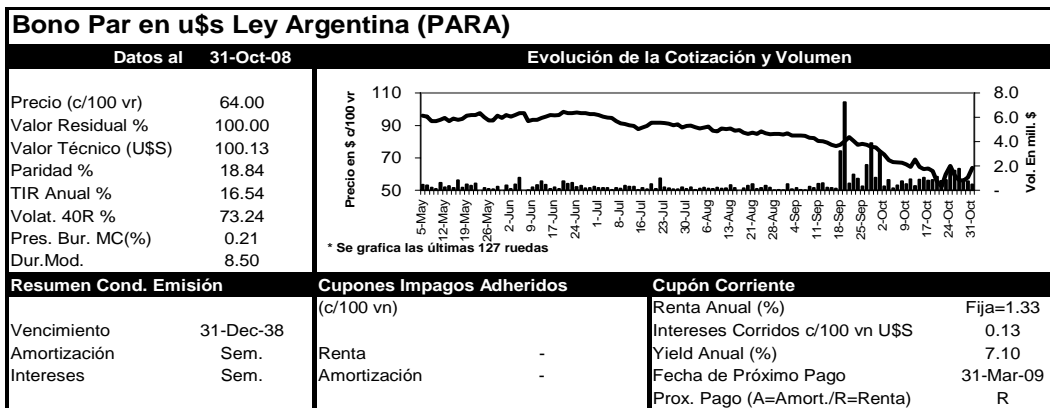 Bono Par en u$s Ley Argentina (PARA)
Datos al 31-Oct-08
Evolución de la Cotización y Volumen
Precio (c/100 vr) 64.00
Valor Residual % 100.00
Valor Técnico (U$S) 100.13
Paridad % 18.84
TIR Anual % 16.54
Volat. 40R % 73.24
Pres. Bur. MC(%) 0.21
Dur.Mod. 8.50
Precio en $ c/100 vr
110
90
70
50
8.0
6.0
4.0
2.0
-
Vol. En mill. $
5-May
12-May
19-May
26-May
2-Jun
9-Jun
17-Jun
24-Jun
1-Jul
8-Jul
16-Jul
23-Jul
30-Jul
6-Aug
13-Aug
21-Aug
28-Aug
4-Sep
11-Sep
18-Sep
25-Sep
2-Oct
9-Oct
17-Oct
24-Oct
31-Oct
* Se grafica las últimas 127 ruedas
Resumen Cond. Emisión
Vencimiento 31-Dec-38
Amortización Sem.
Intereses Sem.
Cupones Impagos Adheridos
(c/100 vn)
Renta -
Amortización -
Cupón Corriente
Renta Anual (%) Fija=1.33
Intereses Corridos c/100 vn U$S 0.13
Yield Anual (%) 7.10
Fecha de Próximo Pago 31-Mar-09
Prox. Pago (A=Amort./R=Renta) R